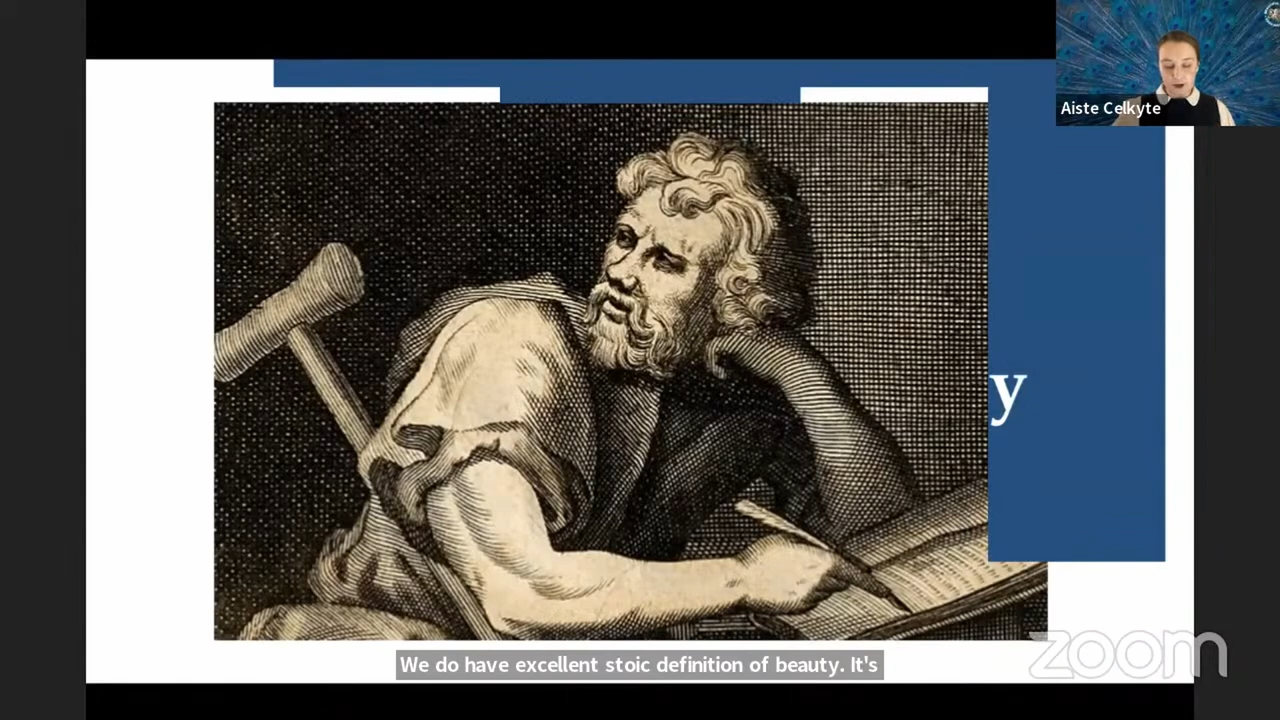 Aiste Celkyte
y
We do have excellent stoic definition of beauty. It's
zoom